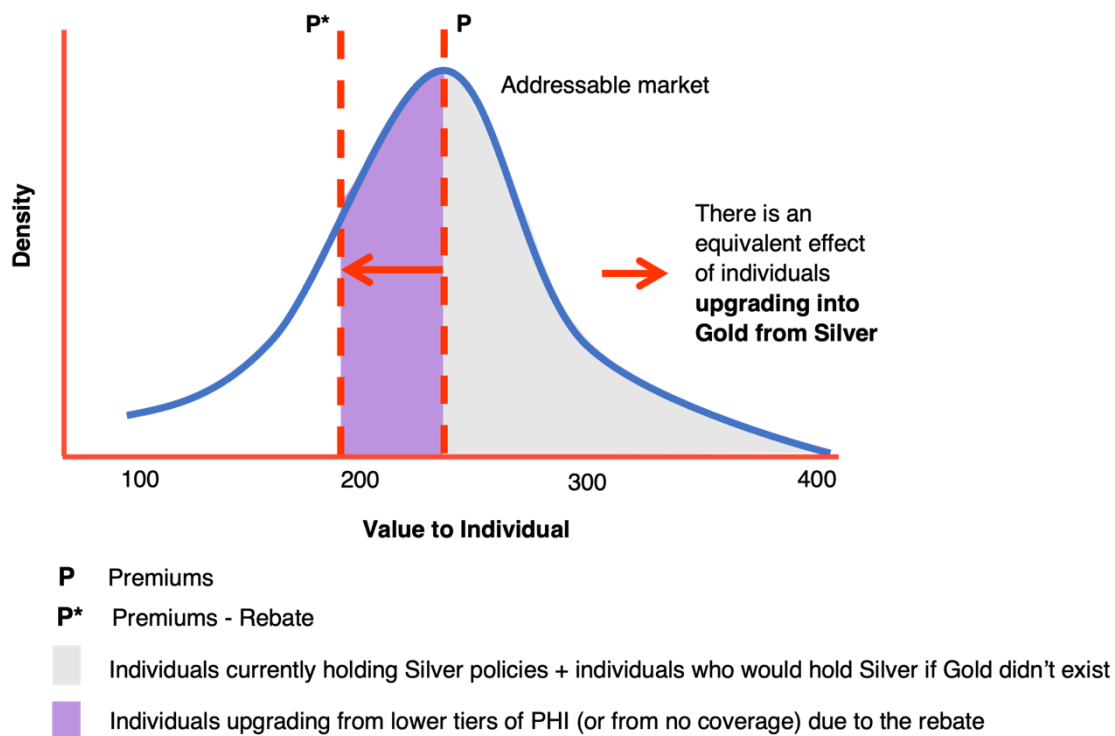 P* P
Addressable market
Density
There is an
equivalent effect
of individuals
upgrading into
Gold from Silver
100 200 300 400
Value to Individual
P Premiums
P* Premiums - Rebate
Individuals currently holding Silver policies + individuals who would hold Silver if Gold didn't exist
Individuals upgrading from lower tiers of PHI (or from no coverage) due to the rebate